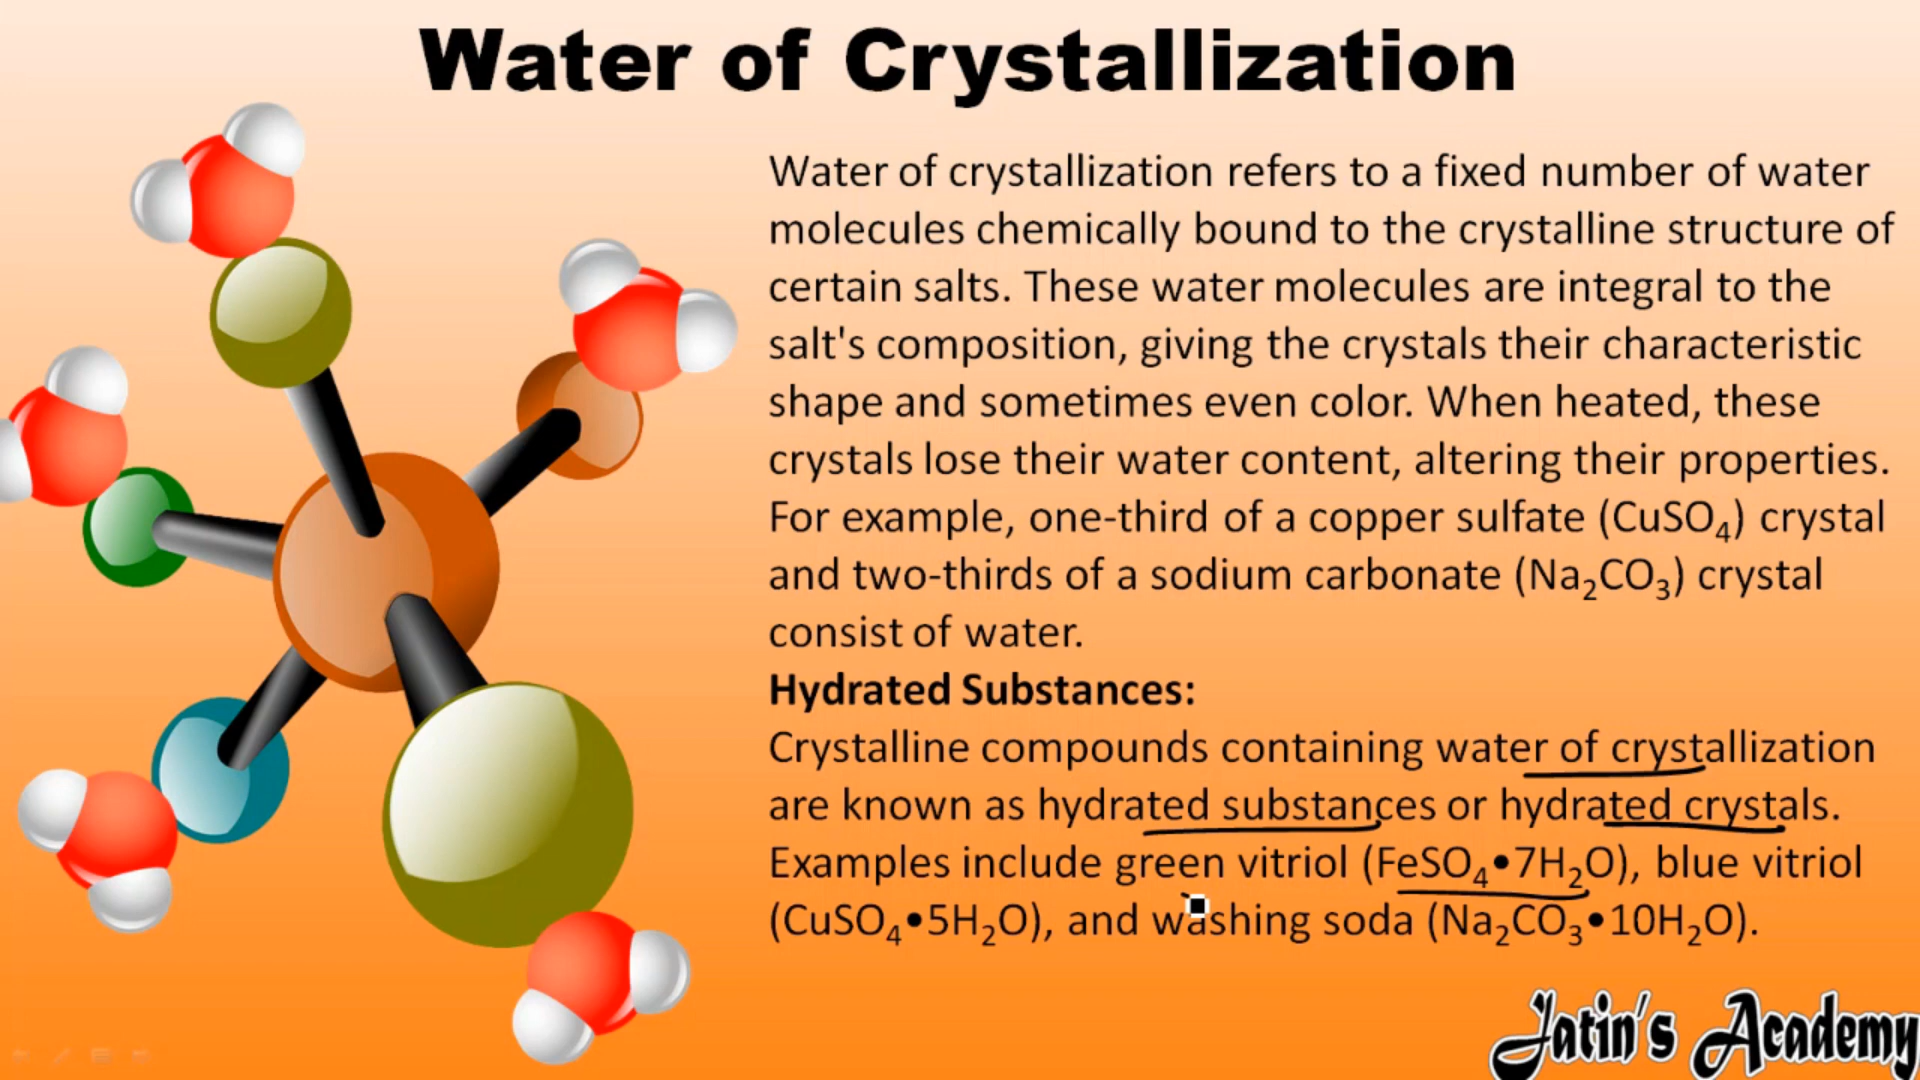 Water of Crystallization
Water of crystallization refers to a fixed number of water
molecules chemically bound to the crystalline structure of
certain salts. These water molecules are integral to the
salt's composition, giving the crystals their characteristic
shape and sometimes even color. When heated, these
crystals lose their water content, altering their properties.
For example, one-third of a copper sulfate (CuSO₄) crystal
and two-thirds of a sodium carbonate (Na₂CO₃) crystal
consist of water.
Hydrated Substances:
Crystalline compounds containing water of crystallization
are known as hydrated substances or hydrated crystals.
Examples include green vitriol (FeSO₄•7H₂O), blue vitriol
(CuSO₄•5H₂O), and washing soda (Na₂CO₃•10H₂O).
Jatin's Academy